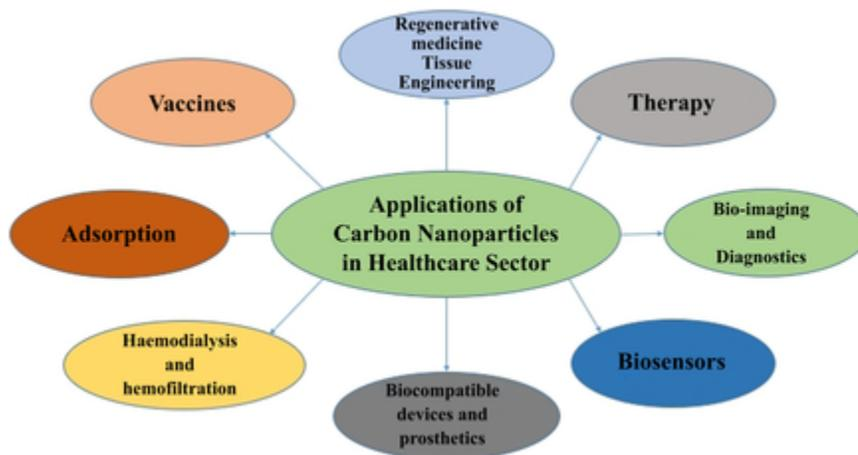 Regenerative
medicine
Tissue
Engineering
Vaccines
Therapy
Applications of
Carbon Nanoparticles
in Healthcare Sector
Adsorption
Bio-imaging
and
Diagnostics
Haemodialysis
and
hemofiltration
Biosensors
Biocompatible
devices and
prosthetics